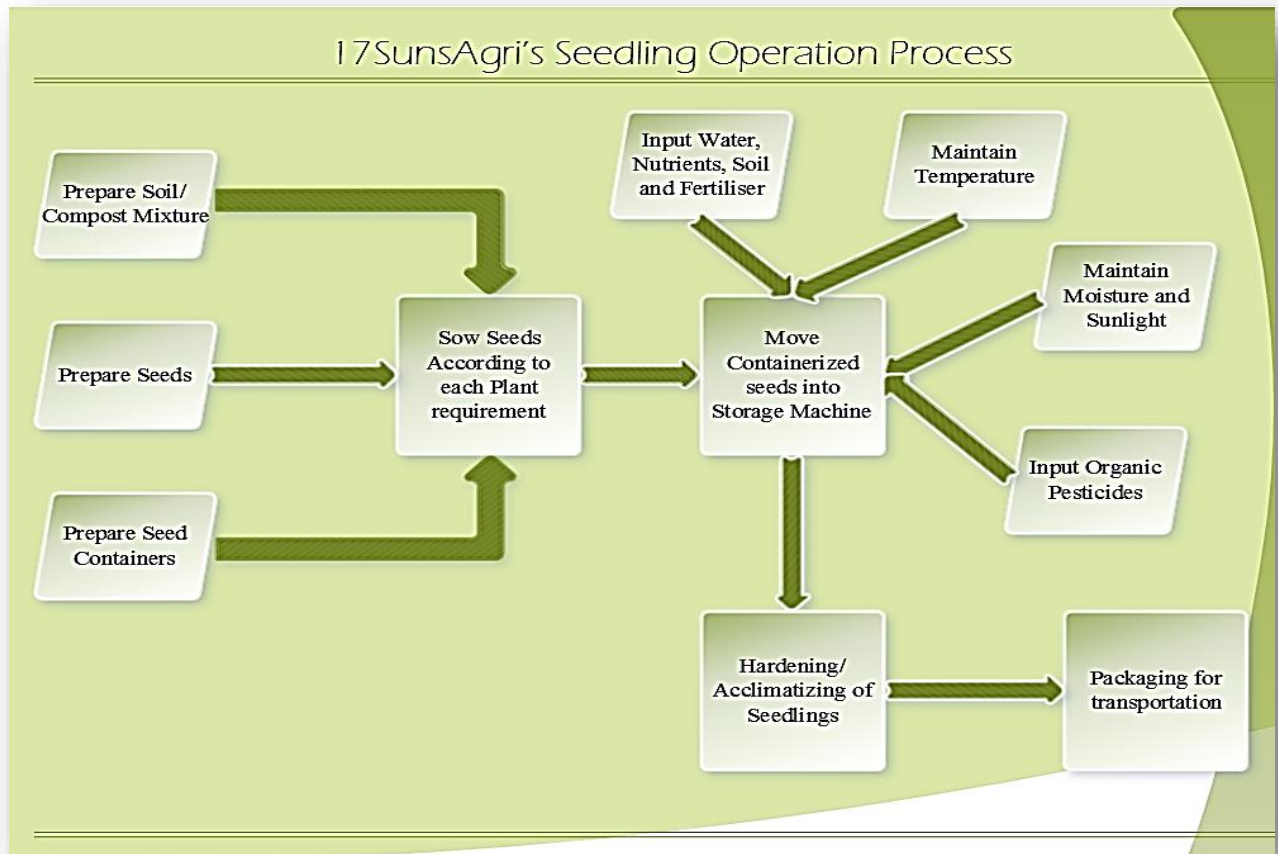 17SunsAgri's Seedling Operation Process
Prepare Soil/
Compost Mixture
Prepare Seeds
Prepare Seed
Containers
Sow Seeds
According to
each Plant
requirement
Input Water,
Nutrients, Soil
and Fertiliser
Maintain
Temperature
Maintain
Moisture and
Sunlight
Input Organic
Pesticides
Move
Containerized
seeds into
Storage Machine
Hardening/
Acclimatizing of
Seedlings
Packaging for
transportation